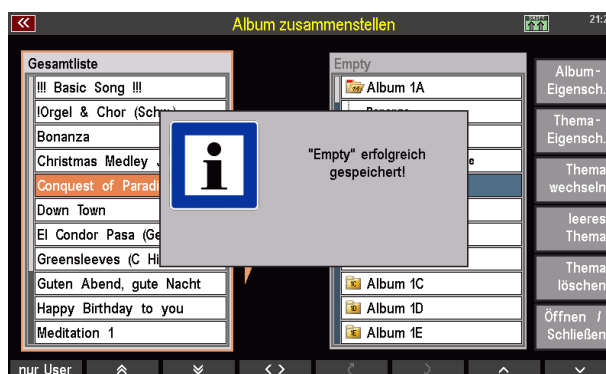 Album zusammenstellen
21:2
Gesamtliste
!!! Basic Song !!!
!Orgel & Chor
Bonanza
Christmas Medley
Conquest of Paradi
Down Town
El Condor Pasa (Ge
Greensleeves (C Hi
Guten Abend, gute Nacht
Happy Birthday to you
Meditation 1
Empty
Album 1A
"Empty" erfolgreich
gespeichert!
Album 1C
Album 1D
Album 1E
Album-
Eigensch.
Thema-
Eigensch.
Thema
wechseln
leeres
Thema
Thema
löschen
Öffnen /
Schließen
nur User